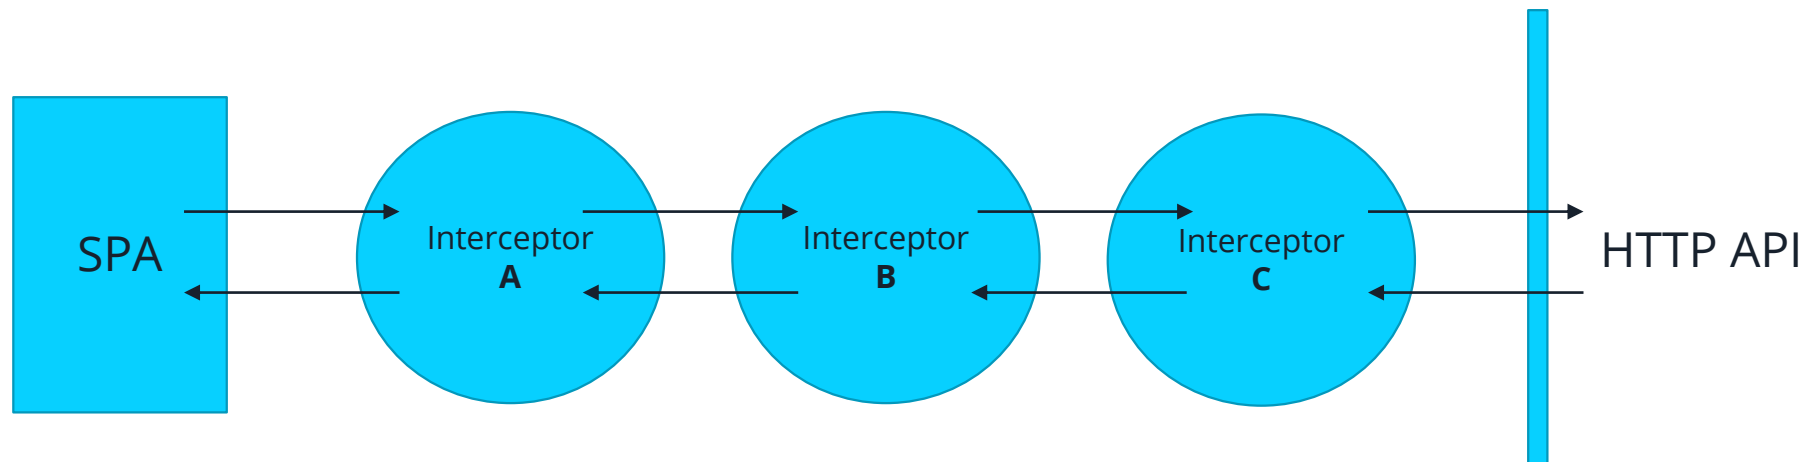 SPA
Interceptor
A
Interceptor
B
Interceptor
C
HTTP API